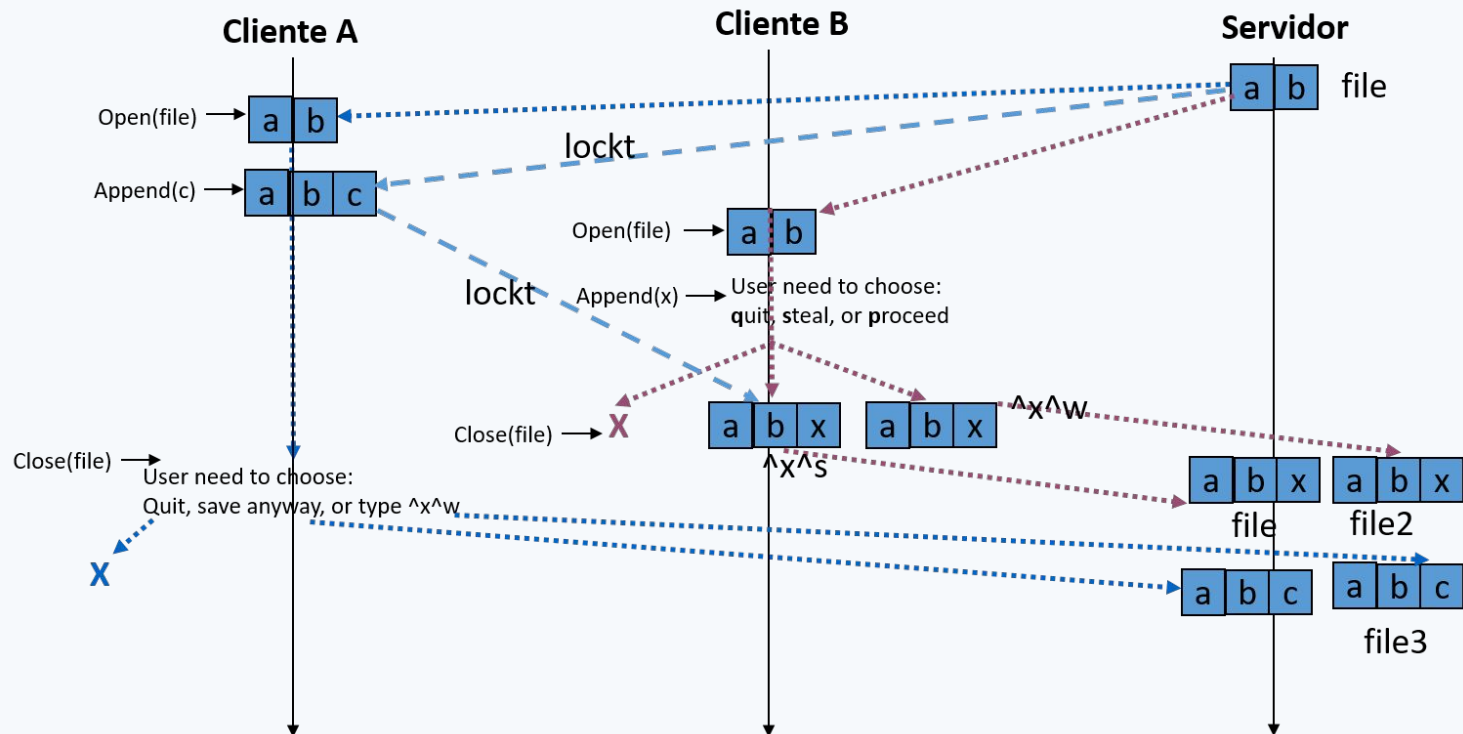 Cliente A
Cliente B
Servidor
a b
file
Open(file)
a b
lockt
Append(c)
a b c
Open(file)
a b
lockt
Append(x)
User need to choose:
quit, steal, or proceed
Close(file)
X
a b x
a b x
^x^w
^x^s
Close(file)
User need to choose:
Quit, save anyway, or type ^x^w
a b x
a b x
file
file2
X
a b c
a b c
file3